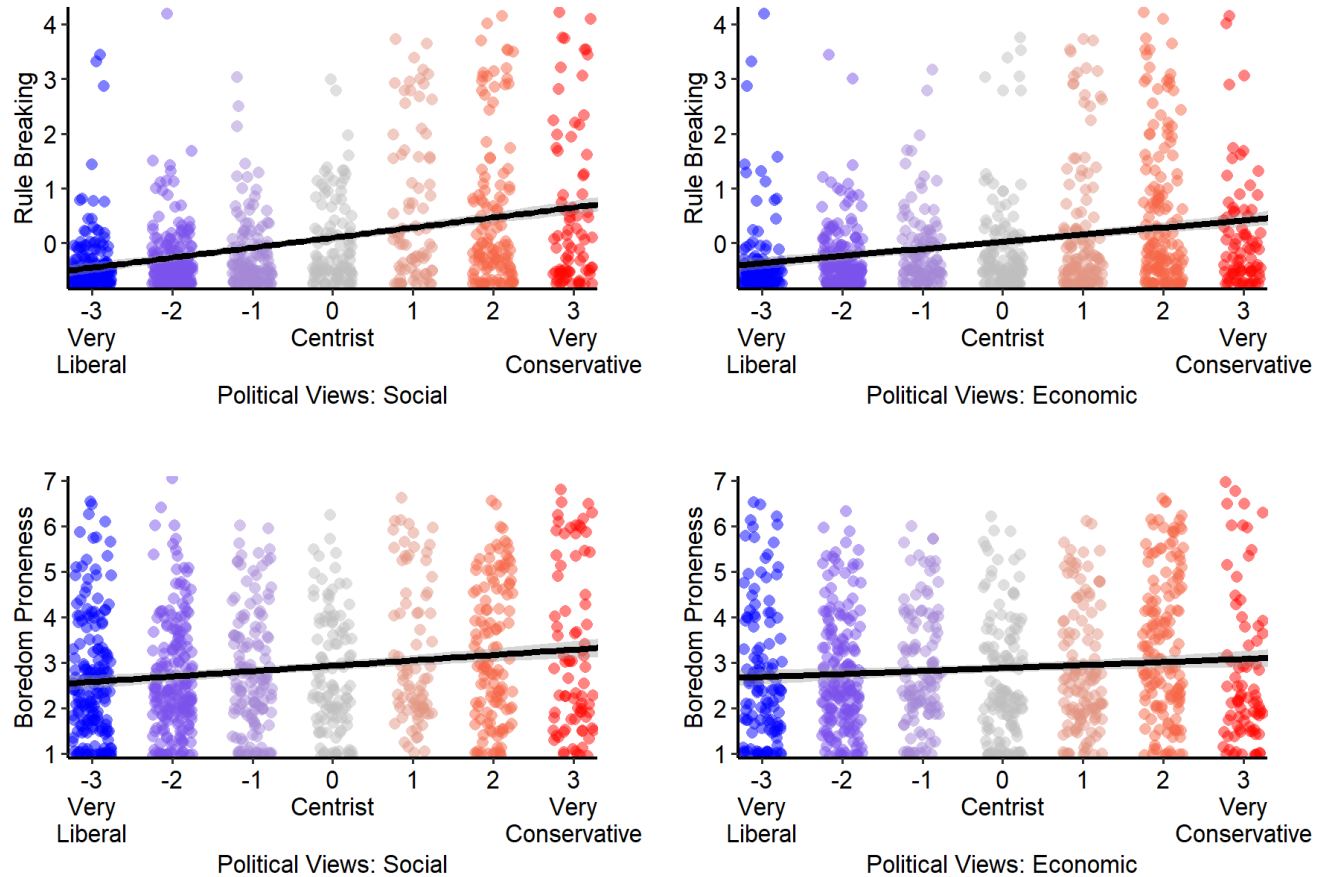 Rule Breaking
4
3
2
1
0
-3 -2 -1 0 1 2 3
Very Centrist Very
Liberal Conservative
Political Views: Social
Rule Breaking
4
3
2
1
0
-3 -2 -1 0 1 2 3
Very Centrist Very
Liberal Conservative
Political Views: Economic
Boredom Proneness
7
6
5
4
3
2
1
-3 -2 -1 0 1 2 3
Very Centrist Very
Liberal Conservative
Political Views: Social
Boredom Proneness
7
6
5
4
3
2
1
-3 -2 -1 0 1 2 3
Very Centrist Very
Liberal Conservative
Political Views: Economic